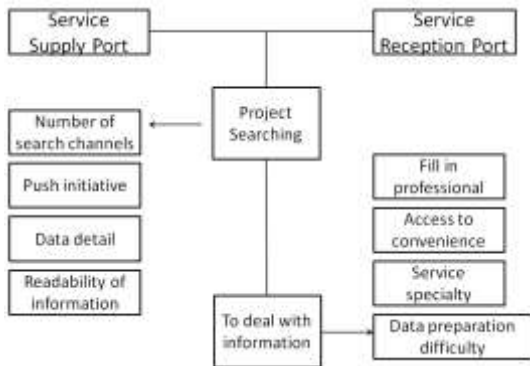 Service
Supply Port
Service
Reception Port
Project
Searching
Number of
search channels
Push initiative
Data detail
Readability of
information
Fill in
professional
Access to
convenience
Service
specialty
To deal with
information
Data preparation
difficulty